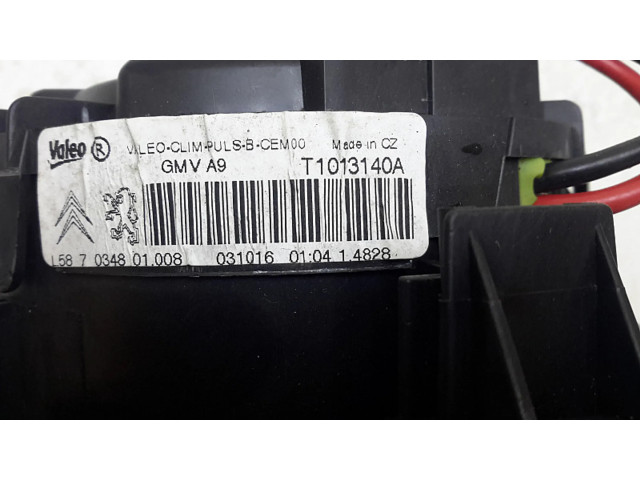 Valeo ® VALEO-CLIM-PULS-B-CEM00 Made in CZ
GMV A9 T1013140A
L58 7 0348 01.008 031016 01:04 1.4828